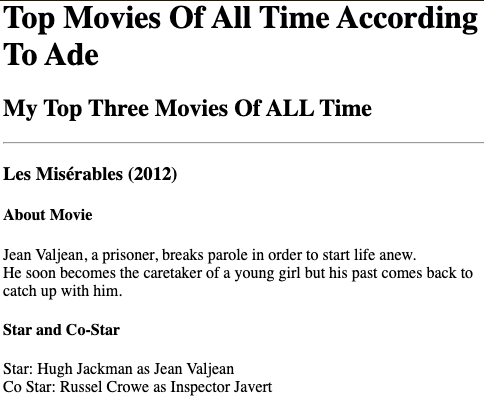 Top Movies Of All Time According
To Ade
My Top Three Movies Of ALL Time
Les Misérables (2012)
About Movie
Jean Valjean, a prisoner, breaks parole in order to start life anew.
He soon becomes the caretaker of a young girl but his past comes back to
catch up with him.
Star and Co-Star
Star: Hugh Jackman as Jean Valjean
Co Star: Russel Crowe as Inspector Javert